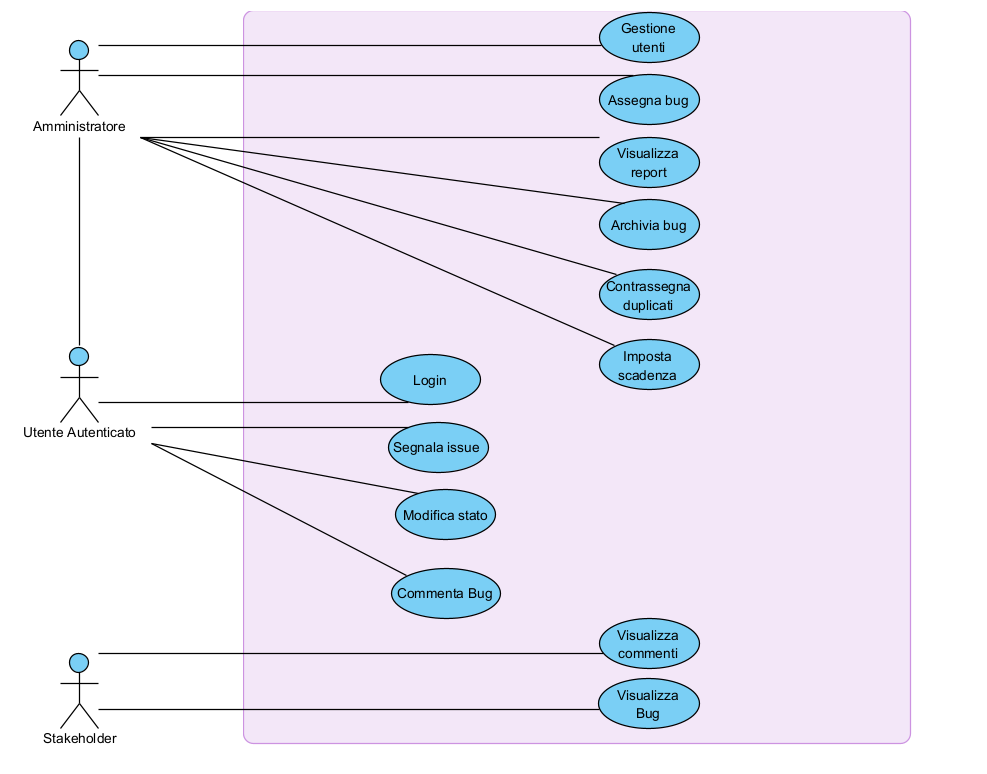 Gestione
utenti
Assegna bug
Amministratore
Visualizza
report
Archivia bug
Contrassegna
duplicati
Imposta
scadenza
Login
Utente Autenticato
Segnala issue
Modifica stato
Commenta Bug
Visualizza
commenti
Visualizza
Bug
Stakeholder